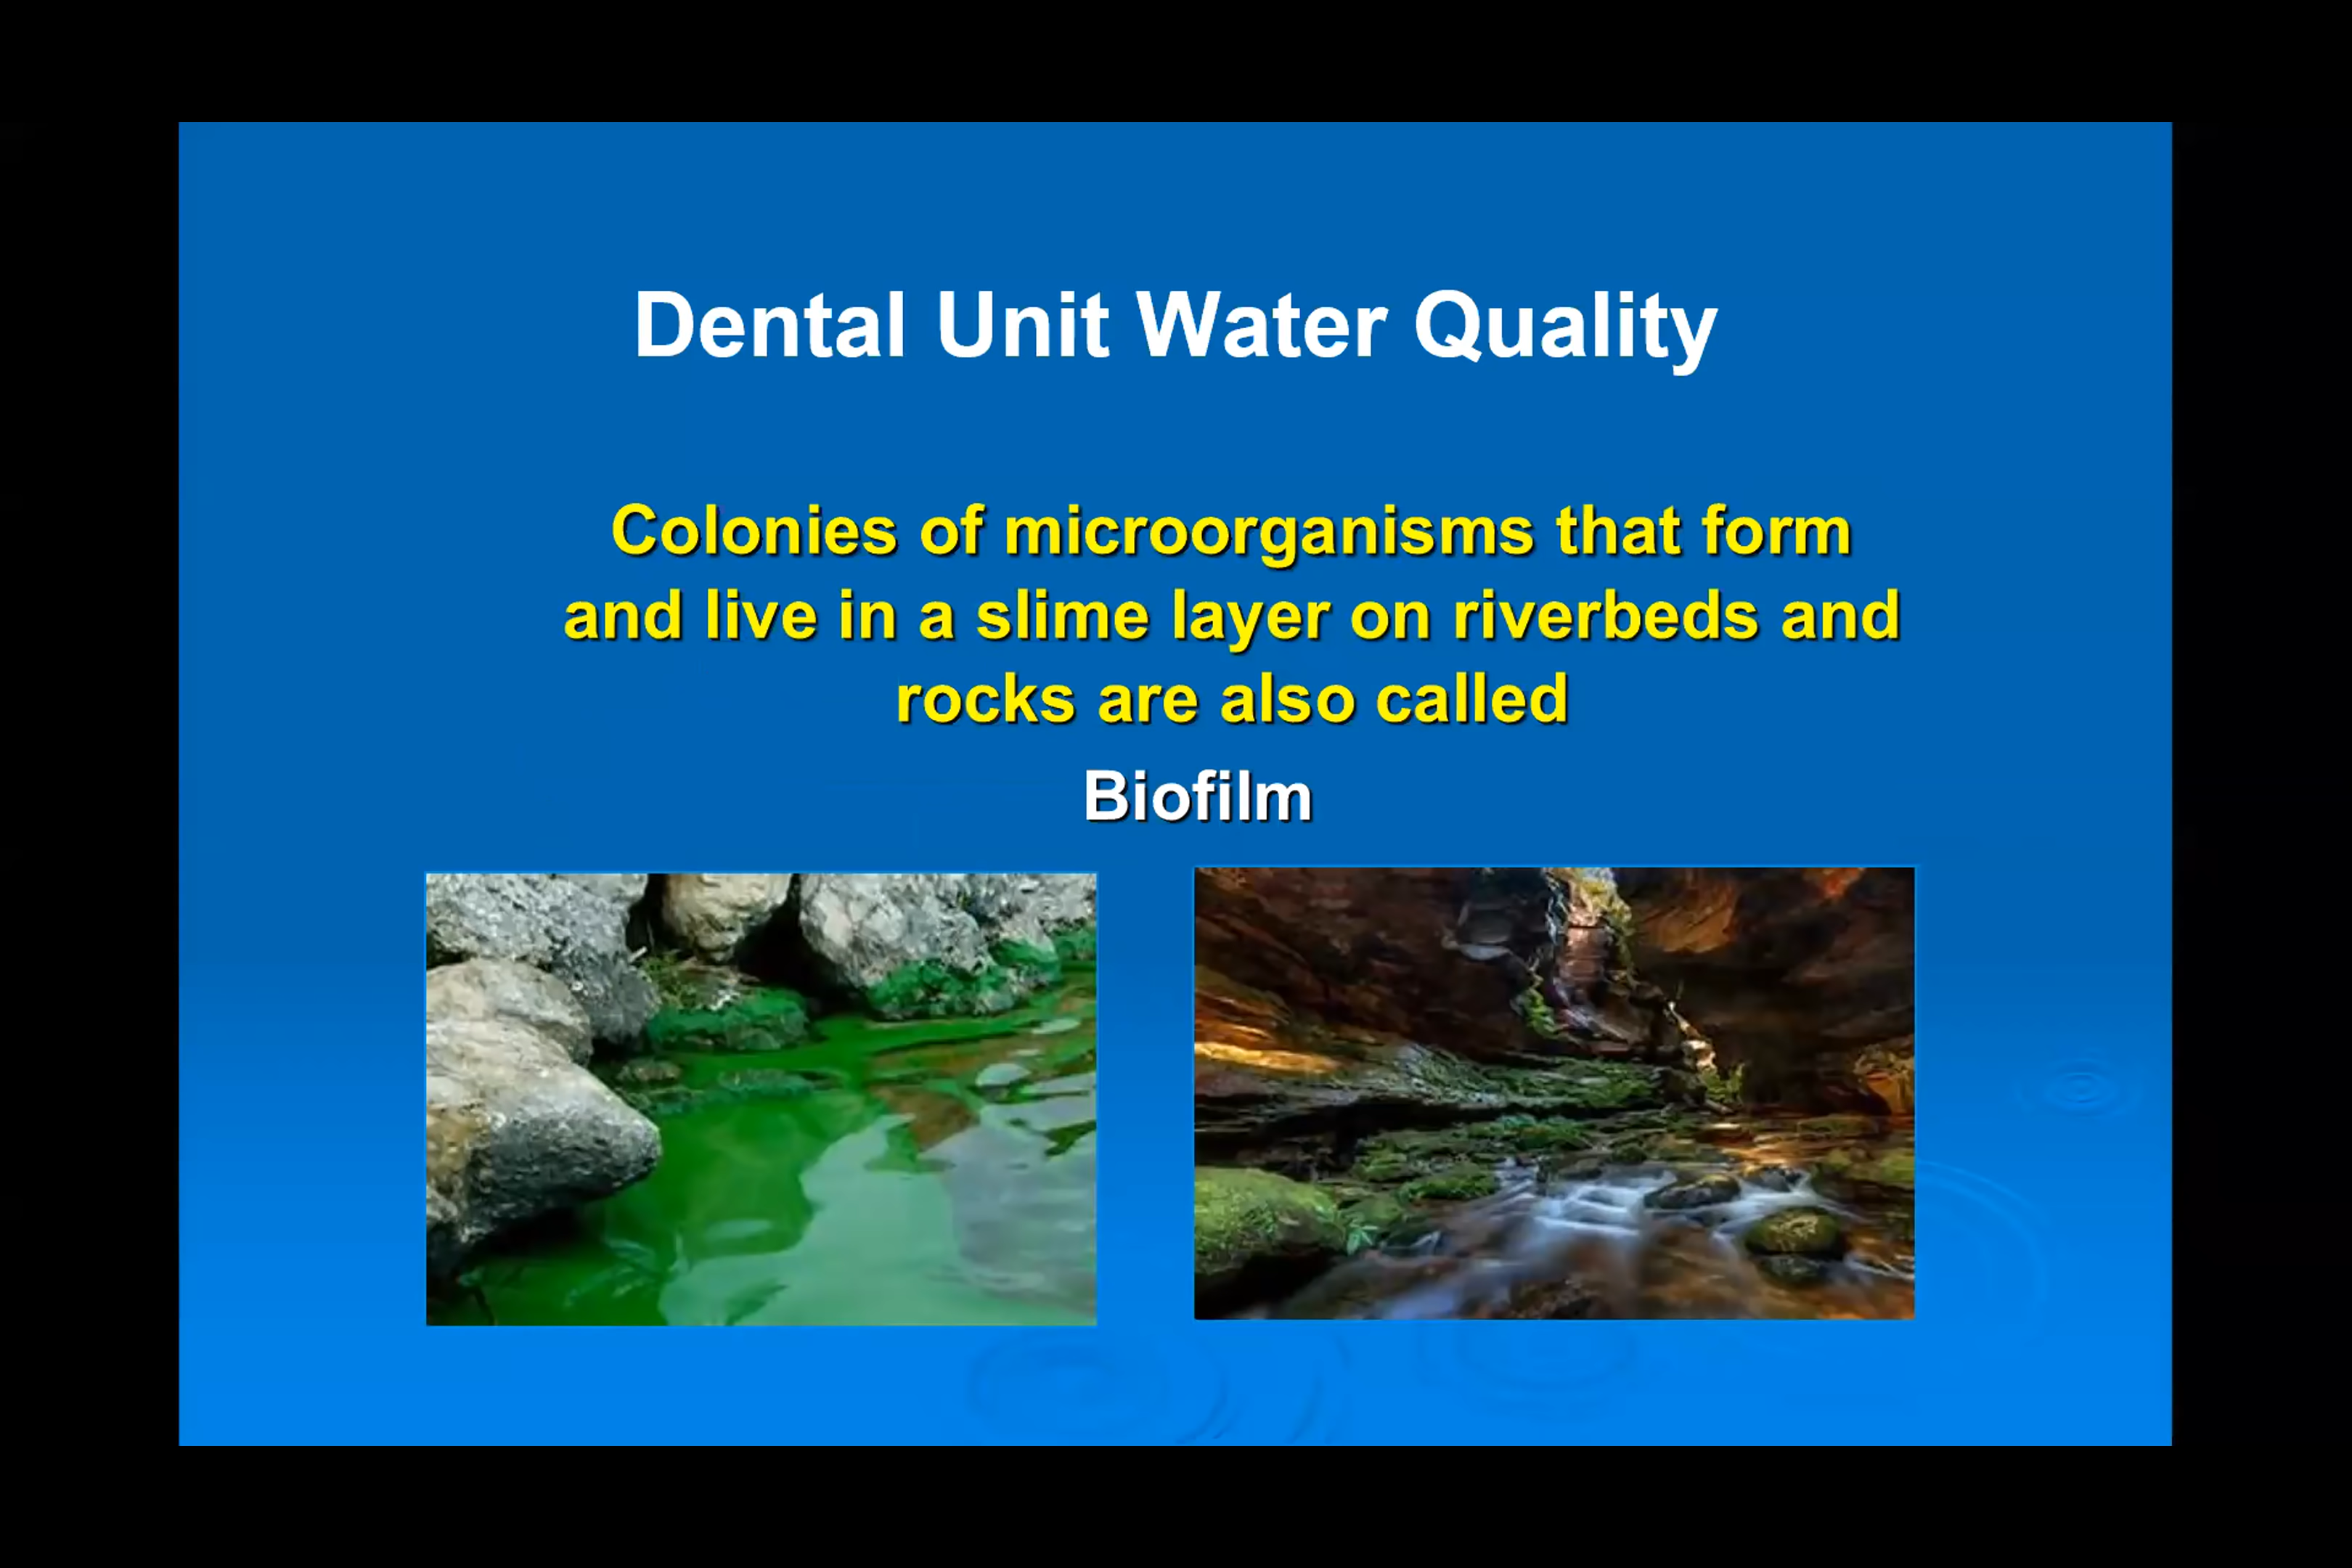 Dental Unit Water Quality
Colonies of microorganisms that form
and live in a slime layer on riverbeds and
rocks are also called
Biofilm